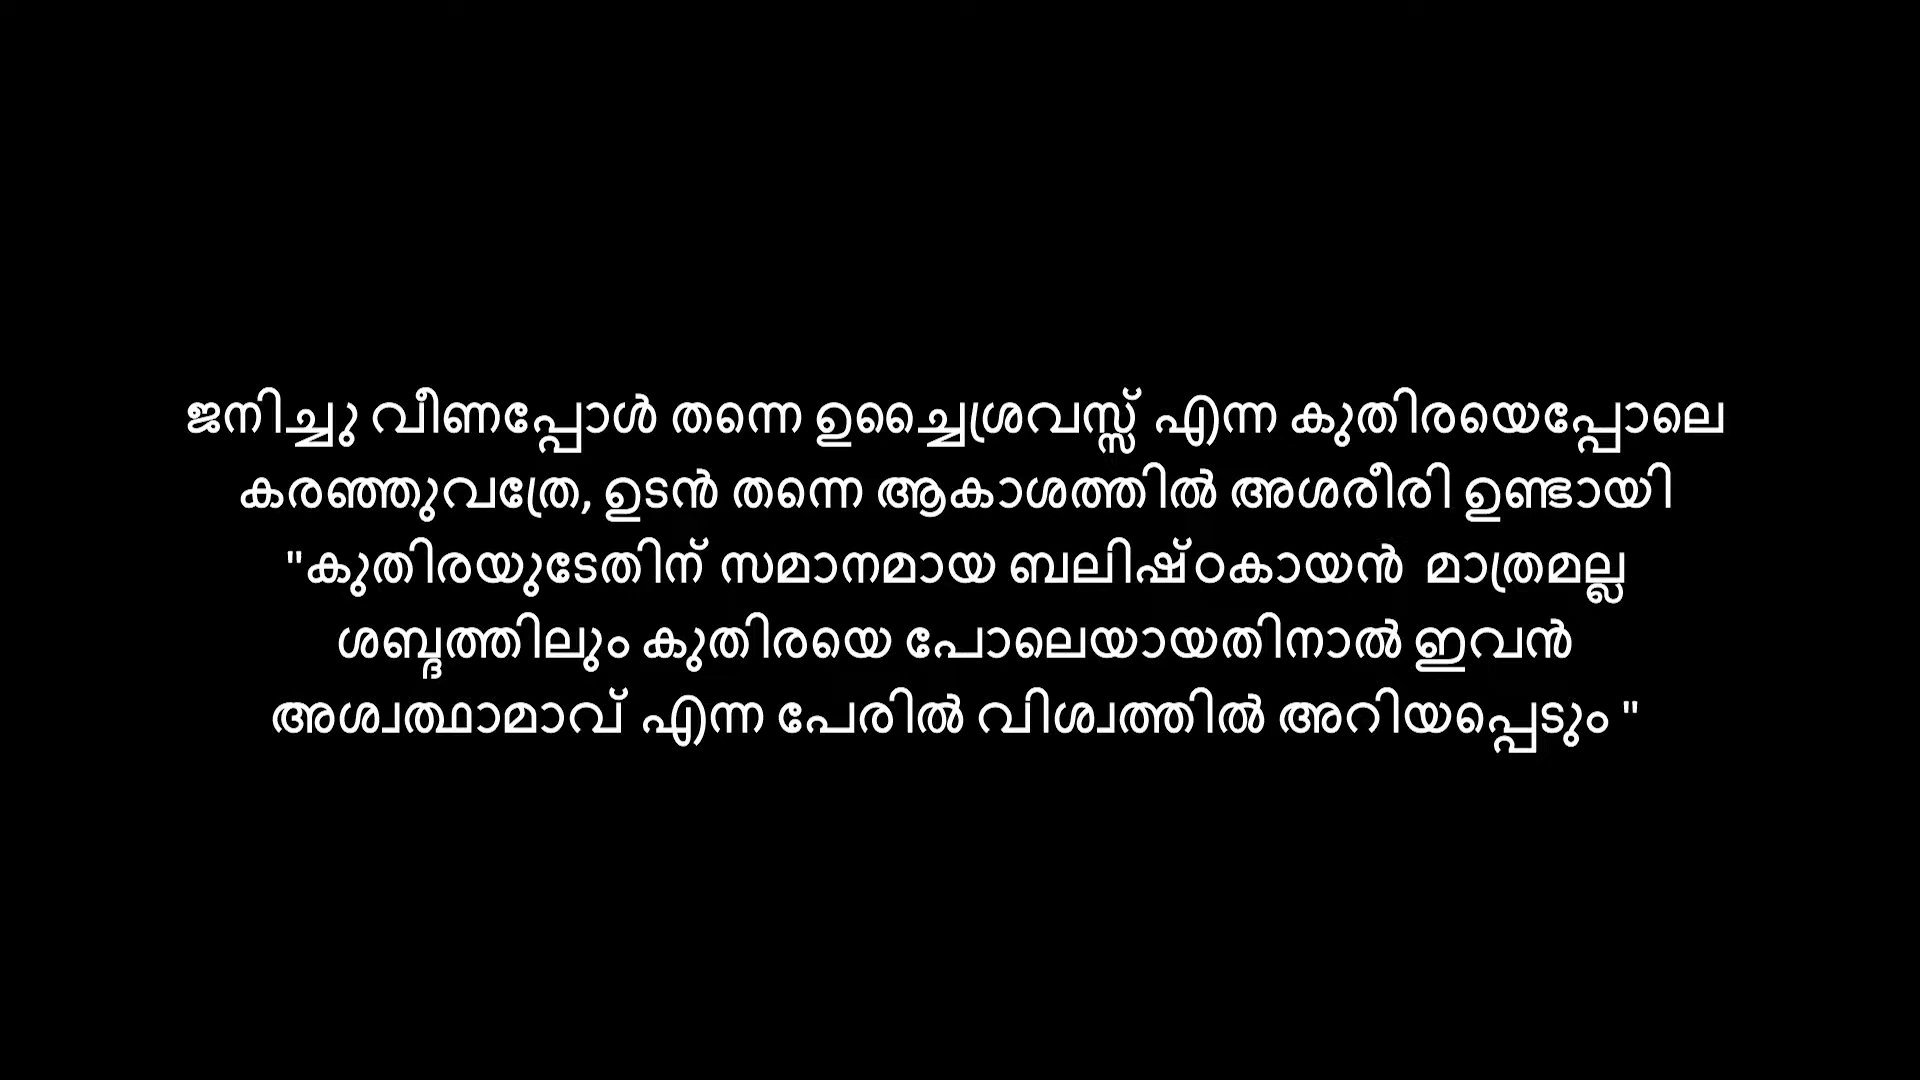 ജനിച്ചു വീണപ്പോൾ തന്നെ ഉച്ചൈശ്രവസ്സ് എന്ന കുതിരയെപ്പോലെ
കരഞ്ഞുവത്രേ, ഉടൻ തന്നെ ആകാശത്തിൽ അശരീരി ഉണ്ടായി
"കുതിരയുടേതിന് സമാനമായ ബലിഷ്ഠകായൻ മാത്രമല്ല
ശബ്ദത്തിലും കുതിരയെ പോലെയായതിനാൽ ഇവൻ
അശ്വത്ഥാമാവ് എന്ന പേരിൽ വിശ്വത്തിൽ അറിയപ്പെടും "